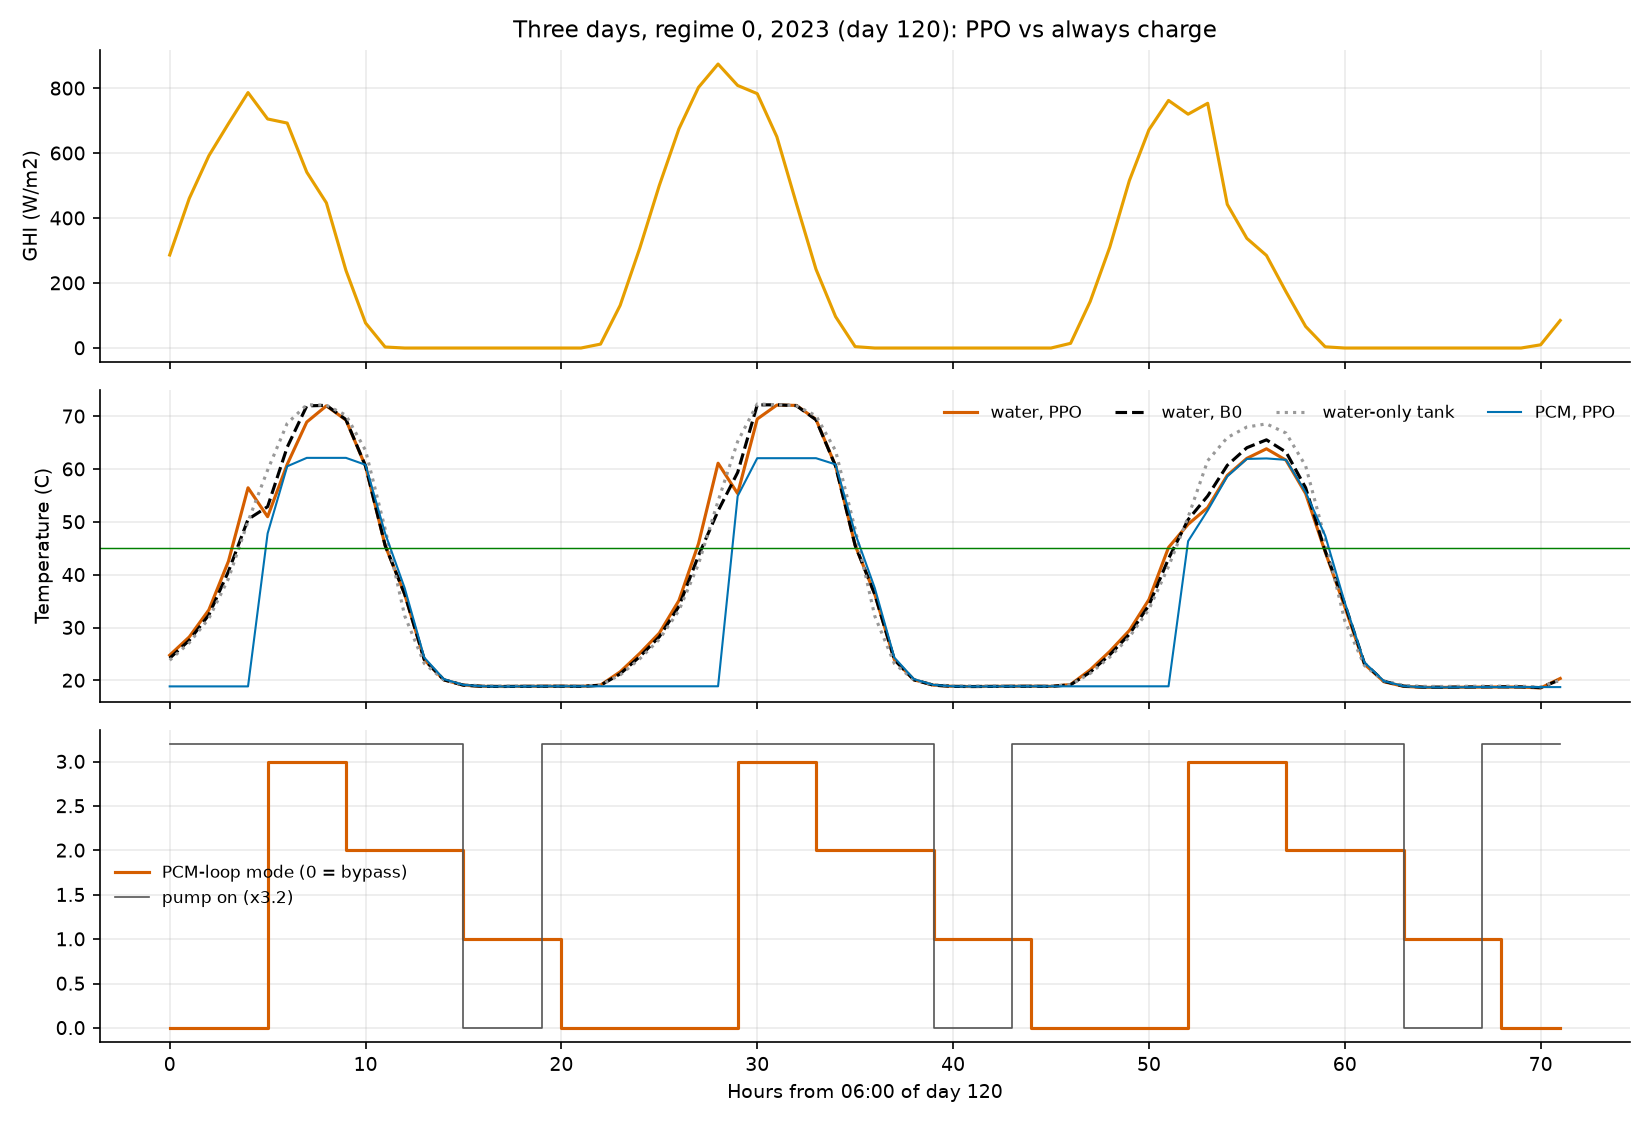 Three days, regime 0, 2023 (day 120): PPO vs always charge
GHI (W/m2)
800
600
400
200
0
Temperature (C)
70
60
50
40
30
20
water, PPO water, B0 water-only tank PCM, PPO
3.0
2.5
2.0
1.5
1.0
0.5
0.0
PCM-loop mode (0 = bypass)
pump on (x3.2)
0 10 20 30 40 50 60 70
Hours from 06:00 of day 120